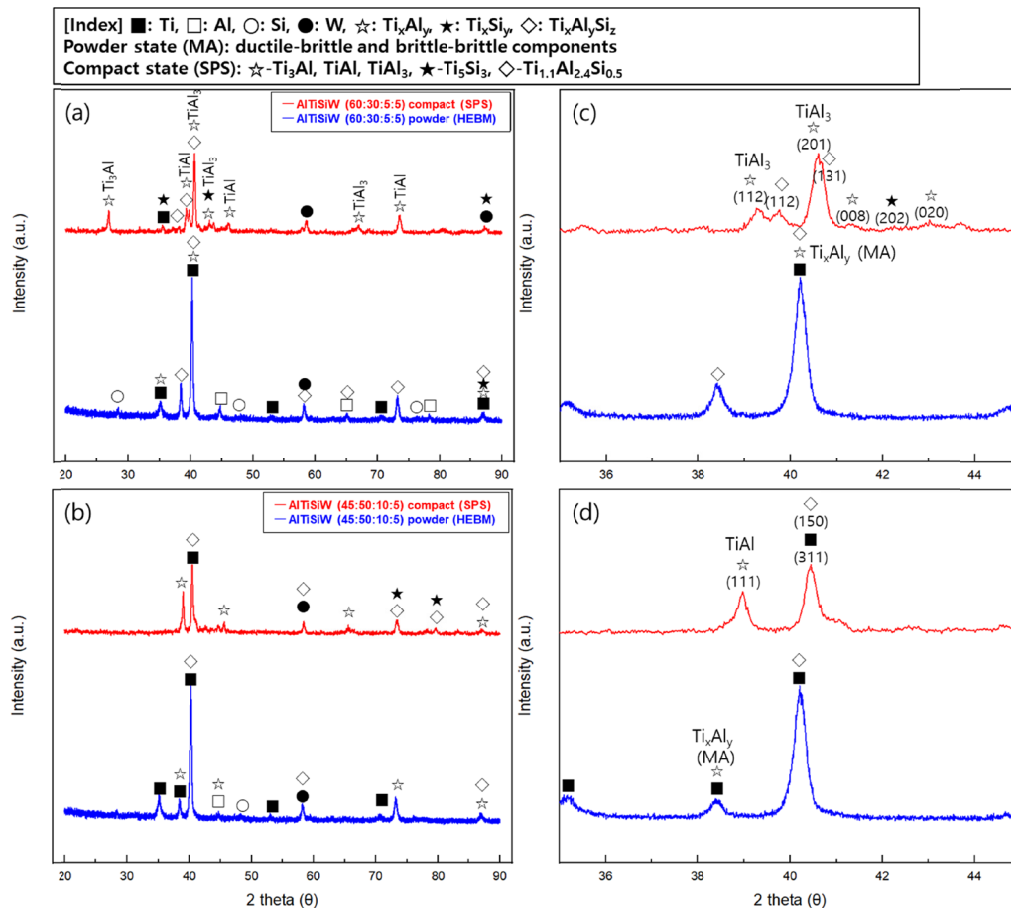 [Index] ■: Ti, □: Al, ○: Si, ●: W, ☆: TiₓAlᵧ, ★: TiₓSiᵧ, ◇: TiₓAlᵧSi_z
Powder state (MA): ductile-brittle and brittle-brittle components
Compact state (SPS): ☆-Ti₃Al, TiAl, TiAl₃, ★-Ti₅Si₃, ◇-Ti₁.₁Al₂.₄Si₀.₅
(a)
AlTiSiW (60:30:5:5) compact (SPS)
AlTiSiW (60:30:5:5) powder (HEBM)
☆Ti₃Al
☆TiAl
☆TiAl₃
TiAl₃
☆TiAl
☆TiAl₃
☆TiAl
Intensity (a.u.)
20 30 40 50 60 70 80 90
(c)
TiAl₃
☆
(201)
◇
(131)
TiAl₃
☆
(112)
◇
(112)
☆
(008)
★
(202)
☆
(020)
◇
☆ TiₓAlᵧ (MA)
■
◇
Intensity (a.u.)
36 38 40 42 44
(b)
AlTiSiW (45:50:10:5) compact (SPS)
AlTiSiW (45:50:10:5) powder (HEBM)
Intensity (a.u.)
20 30 40 50 60 70 80 90
2 theta (θ)
(d)
◇
(150)
■
(311)
TiAl
☆
(111)
◇
■
TiₓAlᵧ
(MA)
☆
■
■
Intensity (a.u.)
36 38 40 42 44
2 theta (θ)